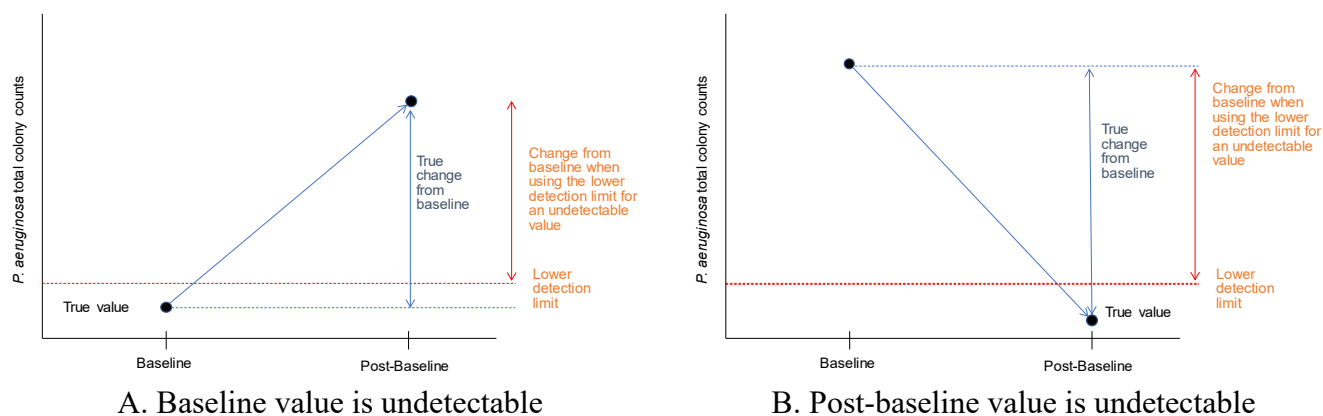 P. aeruginosa total colony counts
True
change
from
baseline
Change from
baseline when
using the lower
detection limit for
an undetectable
value
Lower
detection
limit
True value
Baseline
Post-Baseline
A. Baseline value is undetectable
P. aeruginosa total colony counts
True
change
from
baseline
Change from
baseline when
using the lower
detection limit for
an undetectable
value
Lower
detection
limit
True value
Baseline
Post-Baseline
B. Post-baseline value is undetectable